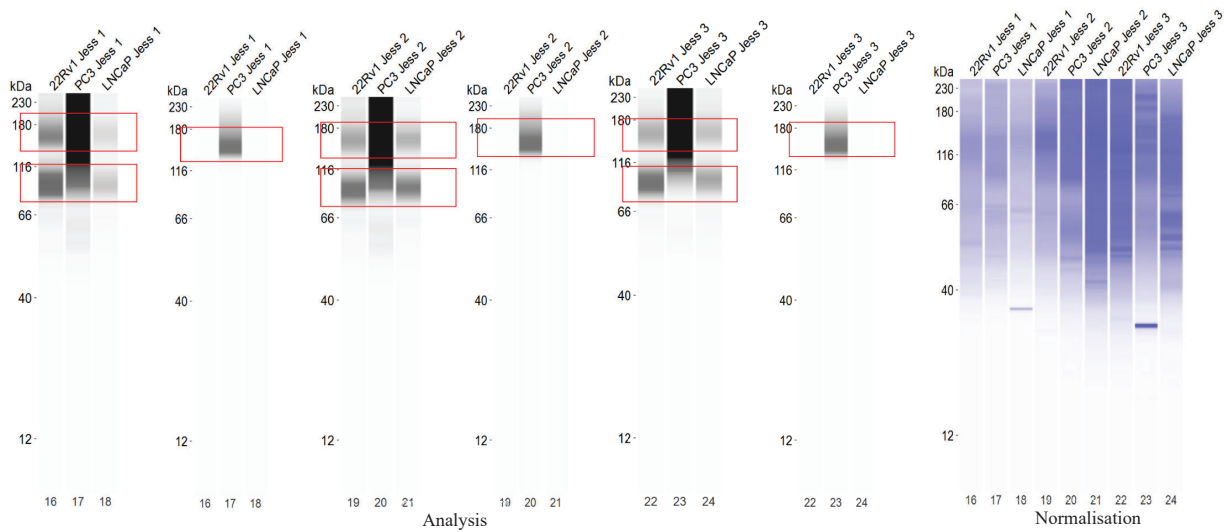 22Rv1 Jess 1
PC3 Jess 1
LNCaP Jess 1
kDa
230
180
116
66
40
12
16 17 18
22Rv1 Jess 1
PC3 Jess 1
LNCaP Jess 1
kDa
230
180
116
66
40
12
16 17 18
22Rv1 Jess 2
PC3 Jess 2
LNCaP Jess 2
kDa
230
180
116
66
40
12
19 20 21
22Rv1 Jess 2
PC3 Jess 2
LNCaP Jess 2
kDa
230
180
116
66
40
12
19 20 21
22Rv1 Jess 3
PC3 Jess 3
LNCaP Jess 3
kDa
230
180
116
66
40
12
22 23 24
22Rv1 Jess 3
PC3 Jess 3
LNCaP Jess 3
kDa
230
180
116
66
40
12
22 23 24
Analysis
22Rv1 Jess 1
PC3 Jess 1
LNCaP Jess 1
22Rv1 Jess 2
PC3 Jess 2
LNCaP Jess 2
22Rv1 Jess 3
PC3 Jess 3
LNCaP Jess 3
kDa
230
180
116
66
40
12
16 17 18 19 20 21 22 23 24
Normalisation